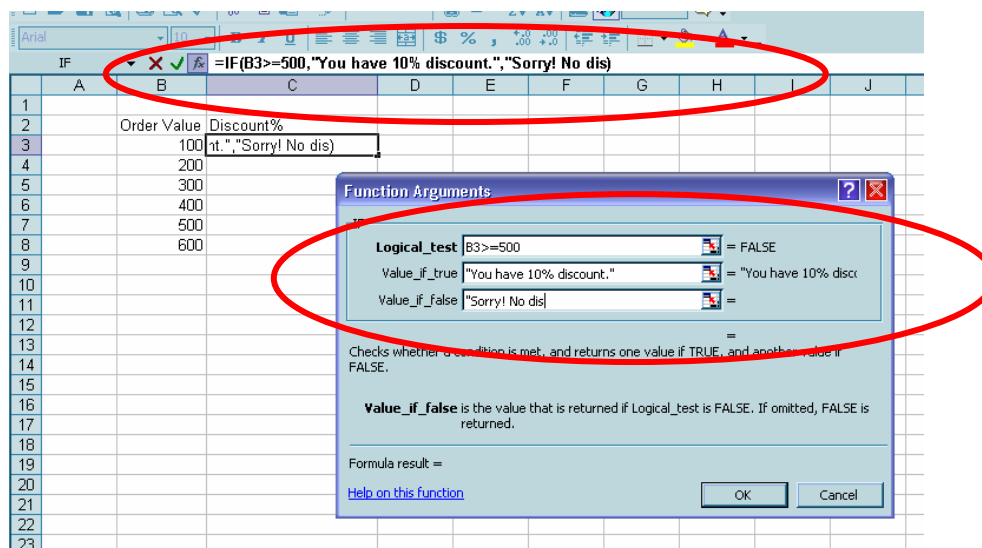 Arial 10 B I U $ % ,
IF =IF(B3>=500,"You have 10% discount.","Sorry! No dis)
A B C D E F G H I J
1
2 Order Value Discount%
3 100 nt.","Sorry! No dis)
4 200
5 300
6 400
7 500
8 600
9
10
11
12
13
14
15
16
17
18
19
20
21
22
23
Function Arguments
IF
Logical_test B3>=500 = FALSE
Value_if_true "You have 10% discount." = "You have 10% disc
Value_if_false "Sorry! No dis =
=
Checks whether a condition is met, and returns one value if TRUE, and another value if
FALSE.
Value_if_false is the value that is returned if Logical_test is FALSE. If omitted, FALSE is
returned.
Formula result =
Help on this function OK Cancel